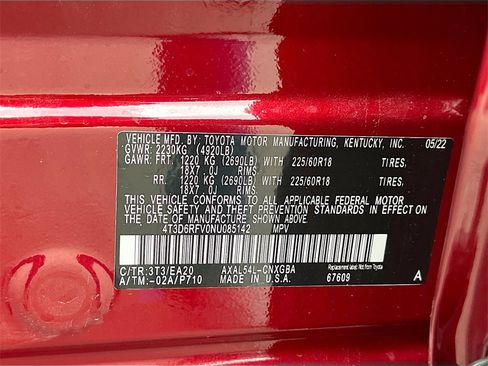 VEHICLE MFD BY: TOYOTA MOTOR MANUFACTURING, KENTUCKY, INC. 05/22
GVWR: 2230KG (4920LB)
GAWR: FRT. 1220 KG (2690LB) WITH 225/60R18 TIRES.
18X7.0J RIMS.
RR. 1220 KG (2690LB) WITH 225/60R18 TIRES.
18X7.0J RIMS.
THIS VEHICLE CONFORMS TO ALL APPLICABLE FEDERAL MOTOR
VEHICLE SAFETY AND THEFT PREVENTION STANDARDS IN EFFECT
ON THE DATE OF MANUFACTURE SHOWN ABOVE.
4T3D6RFV0NU085142 MPV
C/TR:3T3/EA20 AXAL54L-CNXGBA
A/TM:-02A/P710 MADE IN U.S.A. 67609 A